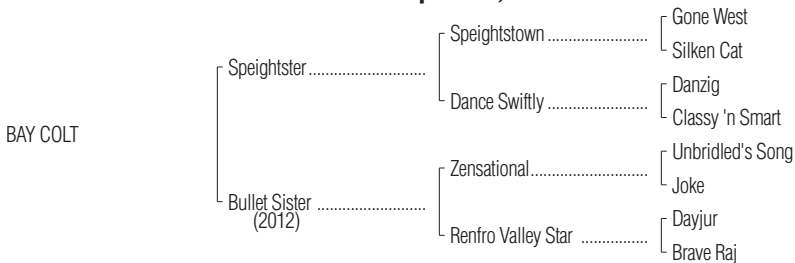 Gone West
Speightstown ................
Silken Cat
Speightster...............................
Danzig
Dance Swiftly ....................
Classy 'n Smart
BAY COLT
Unbridled's Song
Zensational.......................
Joke
Bullet Sister ............................
(2012)
Dayjur
Renfro Valley Star .............
Brave Raj